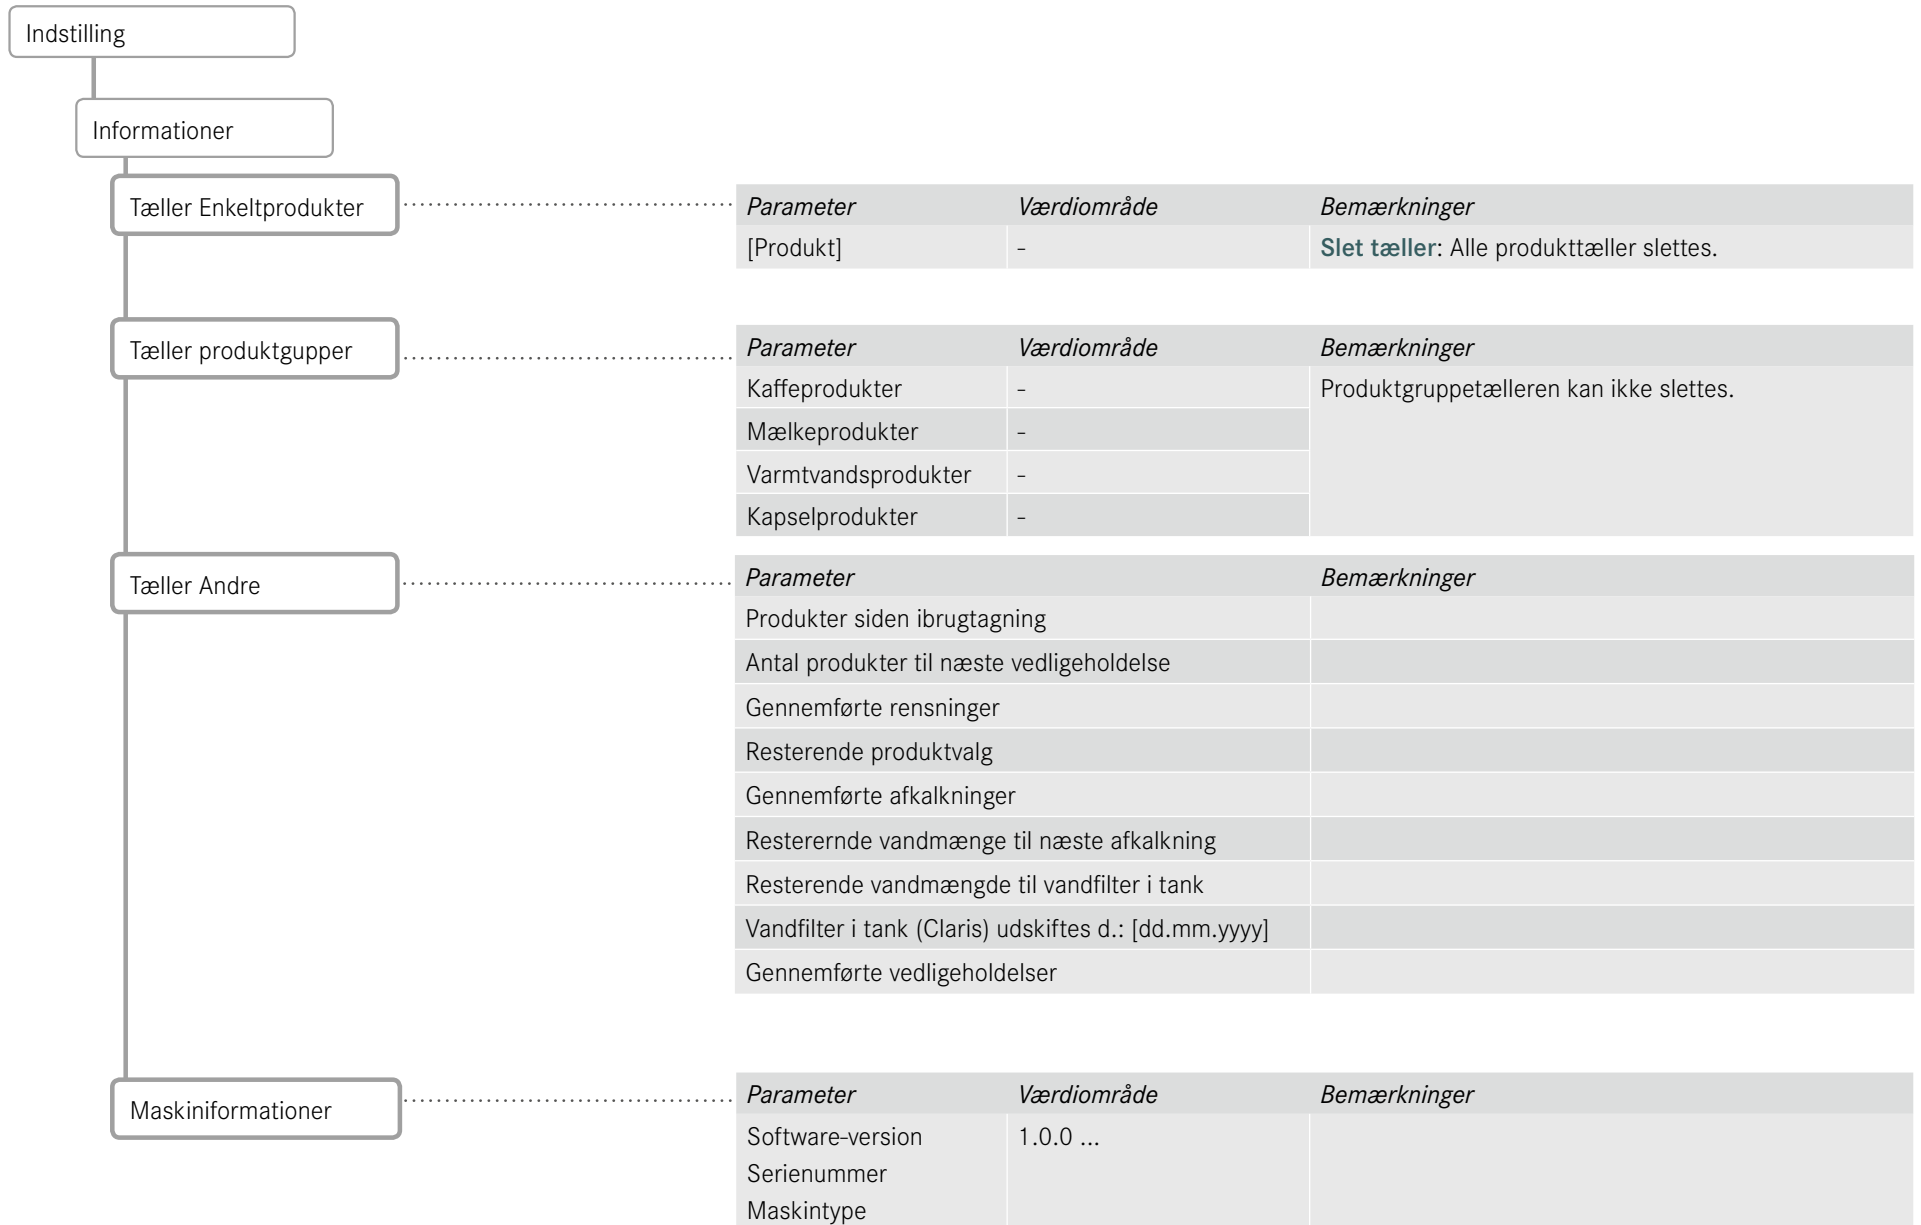 Indstilling
Informationer
Tæller Enkeltprodukter
Parameter Værdiområde Bemærkninger
[Produkt] – Slet tæller: Alle produkttæller slettes.
Tæller produktgupper
Parameter Værdiområde Bemærkninger
Kaffeprodukter – Produktgruppetælleren kan ikke slettes.
Mælkeprodukter –
Varmtvandsprodukter –
Kapselprodukter –
Tæller Andre
Parameter Bemærkninger
Produkter siden ibrugtagning
Antal produkter til næste vedligeholdelse
Gennemførte rensninger
Resterende produktvalg
Gennemførte afkalkninger
Resterernde vandmænge til næste afkalkning
Resterende vandmængde til vandfilter i tank
Vandfilter i tank (Claris) udskiftes d.: [dd.mm.yyyy]
Gennemførte vedligeholdelser
Maskiniformationer
Parameter Værdiområde Bemærkninger
Software-version 1.0.0 ...
Serienummer
Maskintype